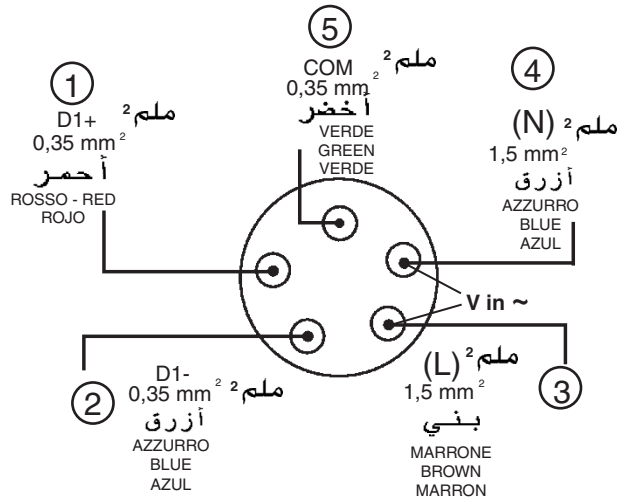 5
COM
0,35 mm² ملم²
أخضر
VERDE
GREEN
VERDE
1
D1+ ملم²
0,35 mm²
أحمر
ROSSO - RED
ROJO
4
(N) ملم²
1,5 mm²
أزرق
AZZURRO
BLUE
AZUL
V in ~
2
D1-
0,35 mm² ملم²
أزرق
AZZURRO
BLUE
AZUL
(L) ملم²
1,5 mm²
بني
MARRONE
BROWN
MARRON
3